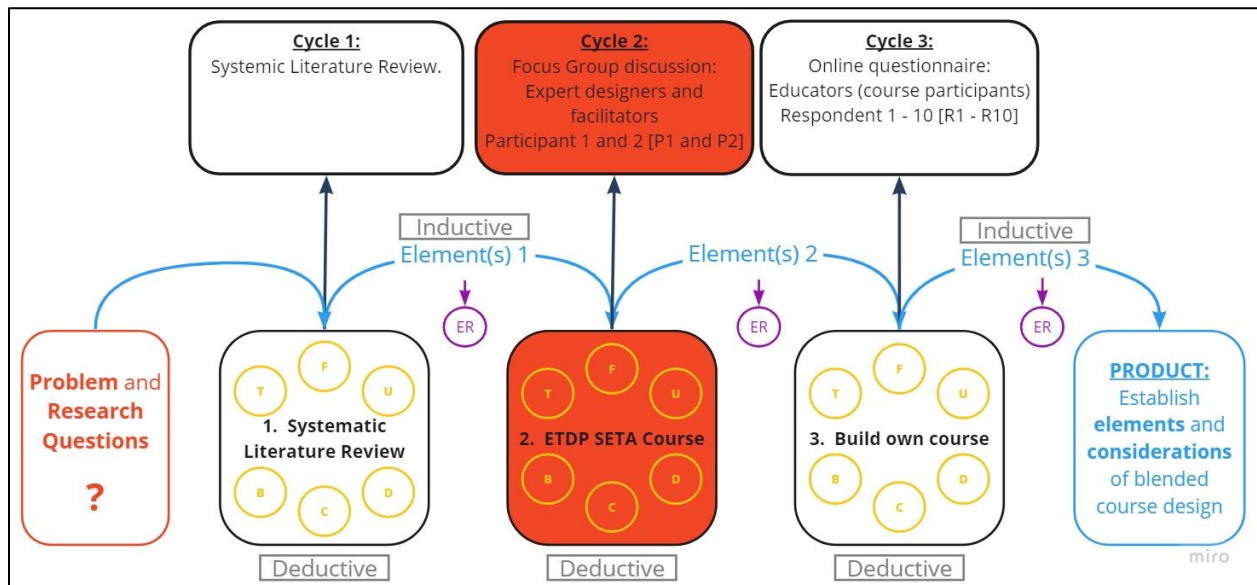 Cycle 1:
Systemic Literature Review.
Cycle 2:
Focus Group discussion:
Expert designers and
facilitators
Participant 1 and 2 [P1 and P2]
Cycle 3:
Online questionnaire:
Educators (course participants)
Respondent 1 - 10 [R1 - R10]
Inductive
Element(s) 1
ER
Element(s) 2
ER
Inductive
Element(s) 3
ER
Problem and
Research
Questions
?
F
T
U
1. Systematic
Literature Review
B
D
C
Deductive
F
T
U
2. ETDP SETA Course
B
D
C
Deductive
F
T
U
3. Build own course
B
D
C
Deductive
PRODUCT:
Establish
elements and
considerations
of blended
course design
miro